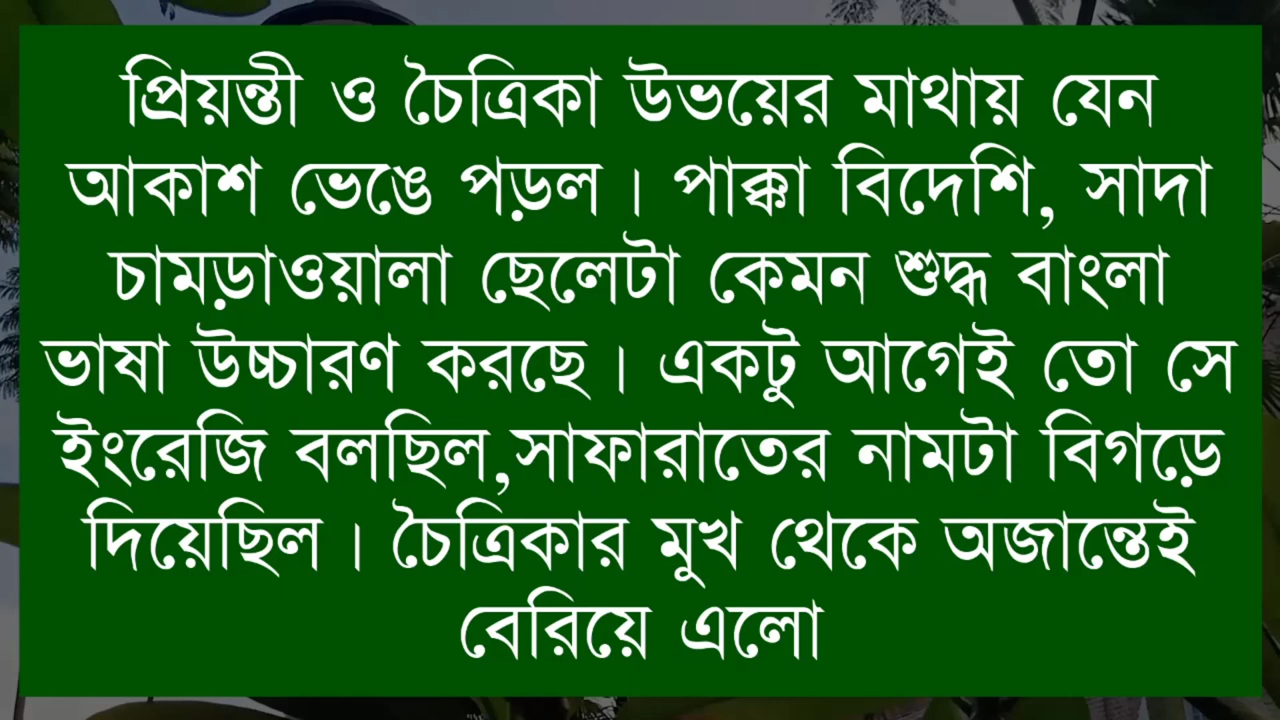 প্রিয়ন্তী ও চৈত্রিকা উভয়ের মাথায় যেন
আকাশ ভেঙে পড়ল। পাক্কা বিদেশি, সাদা
চামড়াওয়ালা ছেলেটা কেমন শুদ্ধ বাংলা
ভাষা উচ্চারণ করছে। একটু আগেই তো সে
ইংরেজি বলছিল,সাফারাতের নামটা বিগড়ে
দিয়েছিল। চৈত্রিকার মুখ থেকে অজান্তেই
বেরিয়ে এলো